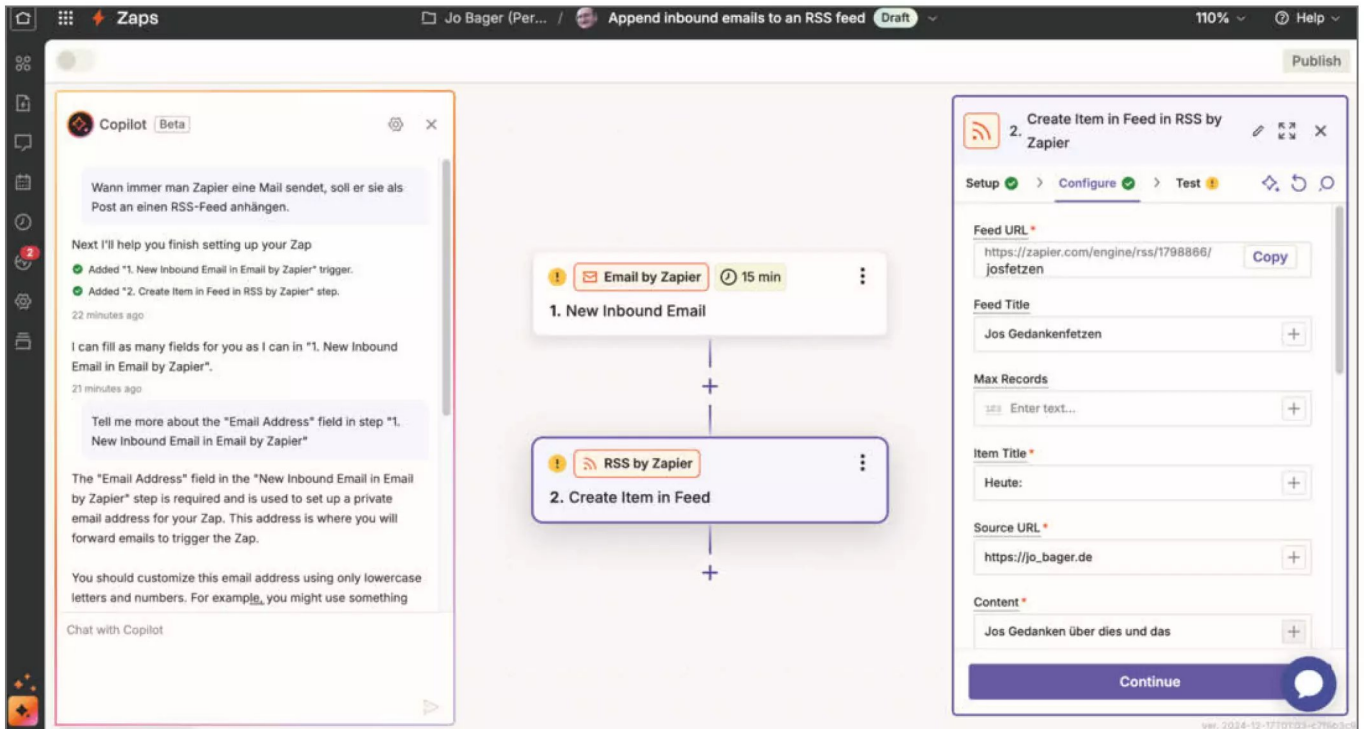 Zaps
Jo Bager (Per... / Append inbound emails to an RSS feed Draft
110%
Help
Publish
Copilot Beta
Wann immer man Zapier eine Mail sendet, soll er sie als
Post an einen RSS-Feed anhängen.
Next I'll help you finish setting up your Zap
Added "1. New Inbound Email in Email by Zapier" trigger.
Added "2. Create Item in Feed in RSS by Zapier" step.
22 minutes ago
I can fill as many fields for you as I can in "1. New Inbound
Email in Email by Zapier".
21 minutes ago
Tell me more about the "Email Address" field in step "1.
New Inbound Email in Email by Zapier"
The "Email Address" field in the "New Inbound Email in Email
by Zapier" step is required and is used to set up a private
email address for your Zap. This address is where you will
forward emails to trigger the Zap.
You should customize this email address using only lowercase
letters and numbers. For example, you might use something
Chat with Copilot
2
Email by Zapier
15 min
1. New Inbound Email
RSS by Zapier
2. Create Item in Feed
2. Create Item in Feed in RSS by
Zapier
Setup > Configure > Test
Feed URL*
https://zapier.com/engine/rss/1798866/
josfetzen
Copy
Feed Title
Jos Gedankenfetzen
Max Records
123 Enter text...
Item Title*
Heute:
Source URL*
https://jo_bager.de
Content*
Jos Gedanken über dies und das
Continue